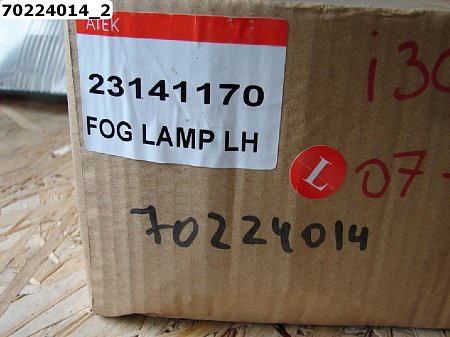 70224014_2
ATEK
23141170
FOG LAMP LH
i30
L
07-
70224014